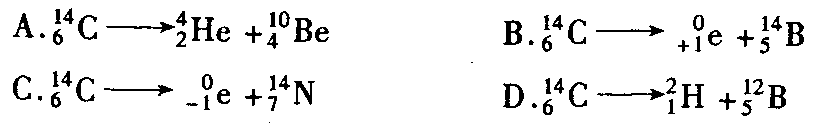 A. ¹⁴₆C ⟶ ⁴₂He + ¹⁰₄Be B. ¹⁴₆C ⟶ ⁰₊₁e + ¹⁴₅B
C. ¹⁴₆C ⟶ ⁰₋₁e + ¹⁴₇N D. ¹⁴₆C ⟶ ²₁H + ¹²₅B